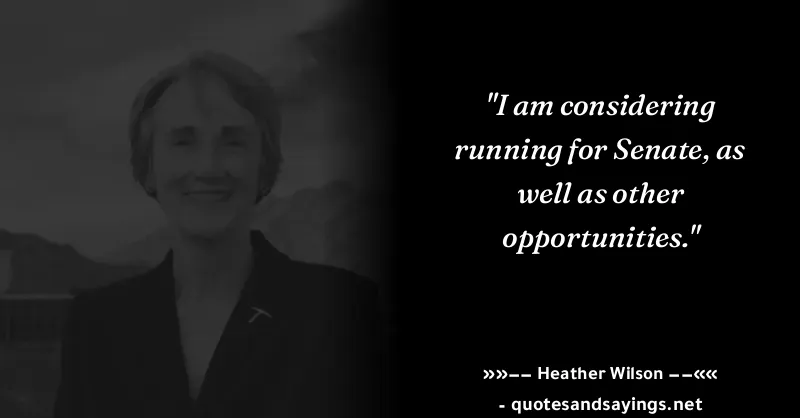 "I am considering
running for Senate, as
well as other
opportunities."
»»–– Heather Wilson ––««
- quotesandsayings.net